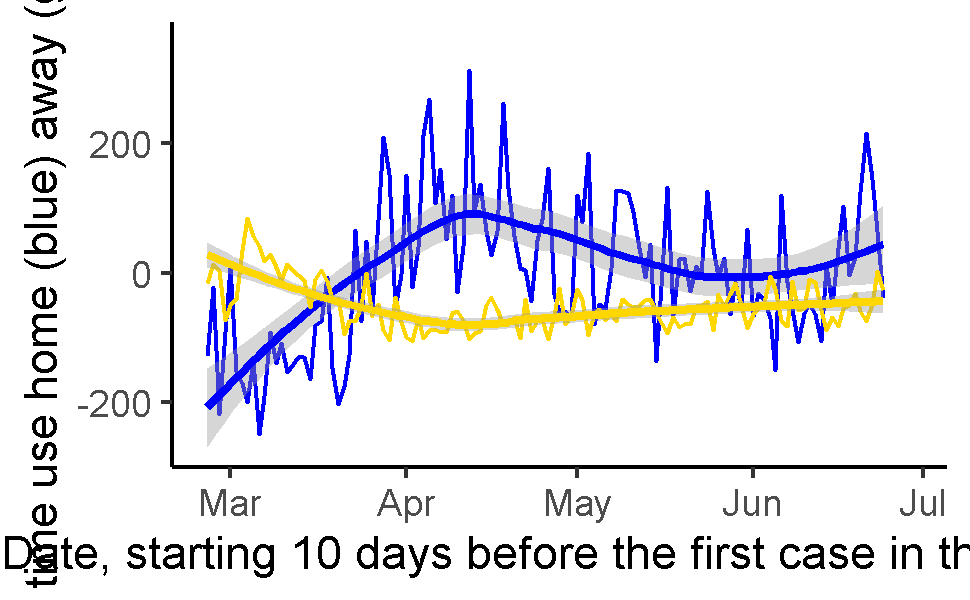 time use home (blue) away (
200
0
-200
Mar Apr May Jun Jul
Date, starting 10 days before the first case in th